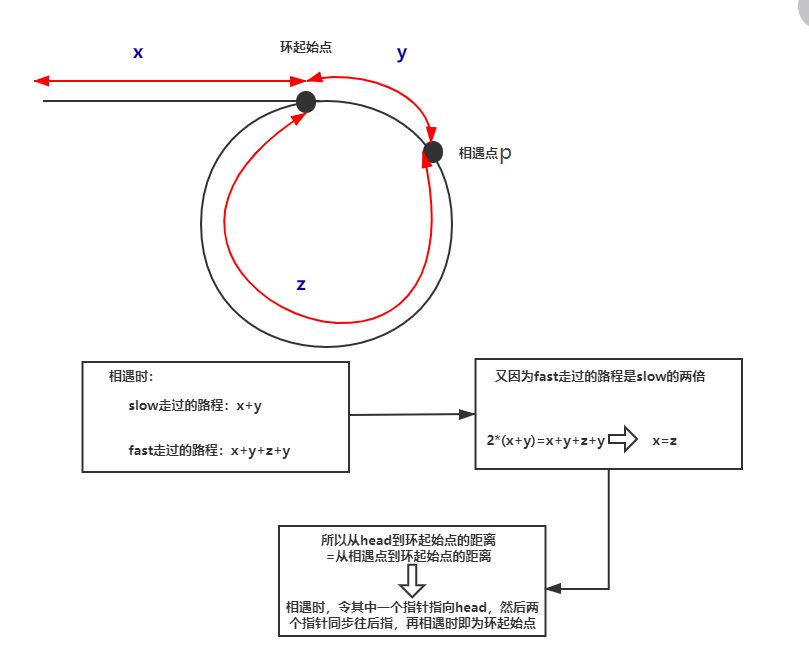 x
环起始点
y
相遇点p
z
相遇时：
slow走过的路程：x+y
fast走过的路程：x+y+z+y
又因为fast走过的路程是slow的两倍
2*(x+y)=x+y+z+y
x=z
所以从head到环起始点的距离
=从相遇点到环起始点的距离
相遇时，令其中一个指针指向head，然后两
个指针同步往后指，再相遇时即为环起始点